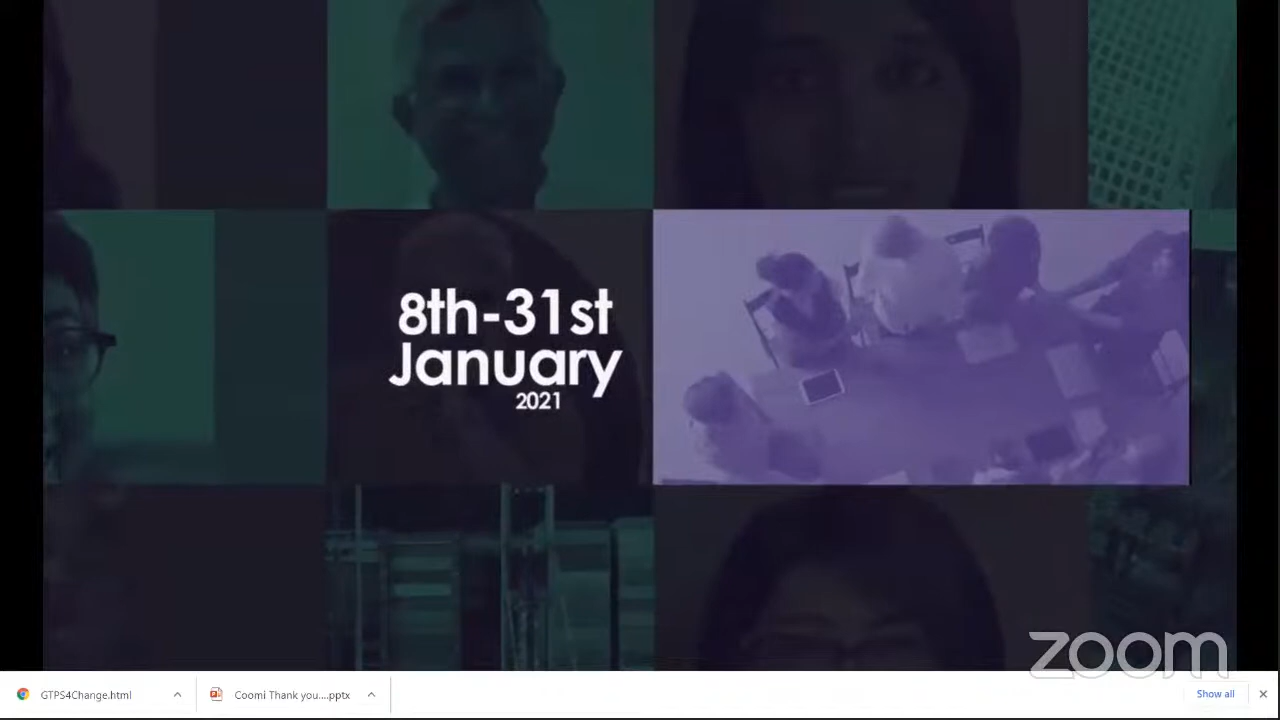 8th-31st
January
2021
zoom
GTPS4Change.html
Coomi Thank you....pptx
Show all